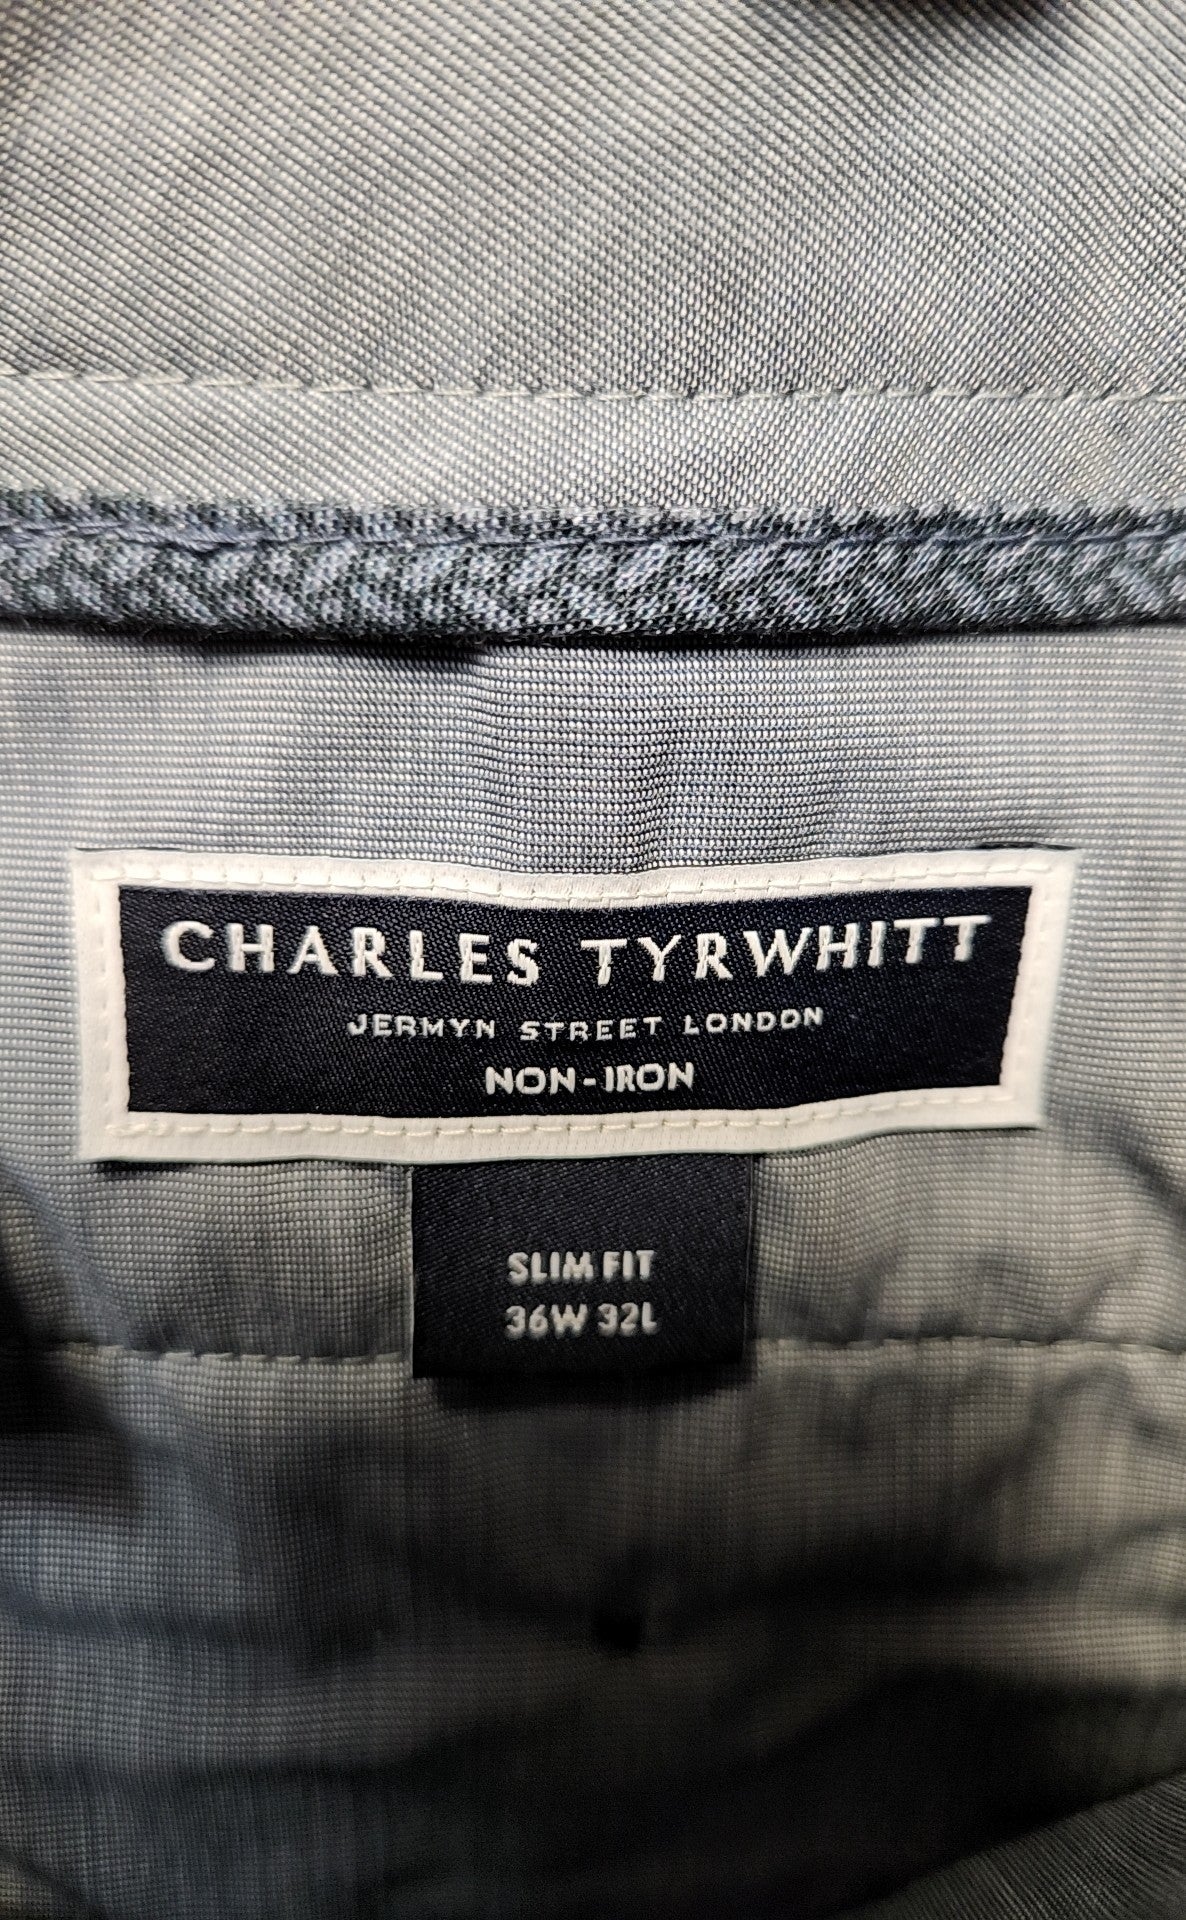 CHARLES TYRWHITT
JERMYN STREET LONDON
NON-IRON
SLIM FIT
36W 32L